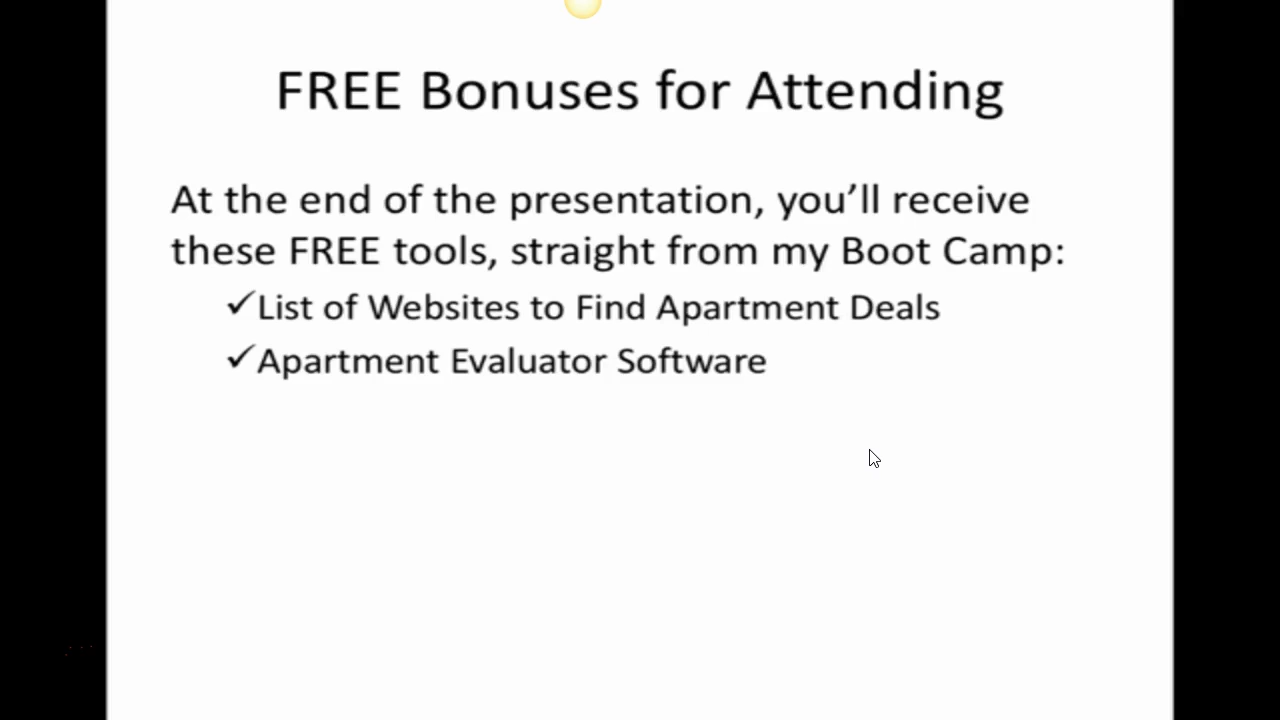 FREE Bonuses for Attending
At the end of the presentation, you’ll receive
these FREE tools, straight from my Boot Camp:
✓List of Websites to Find Apartment Deals
✓Apartment Evaluator Software